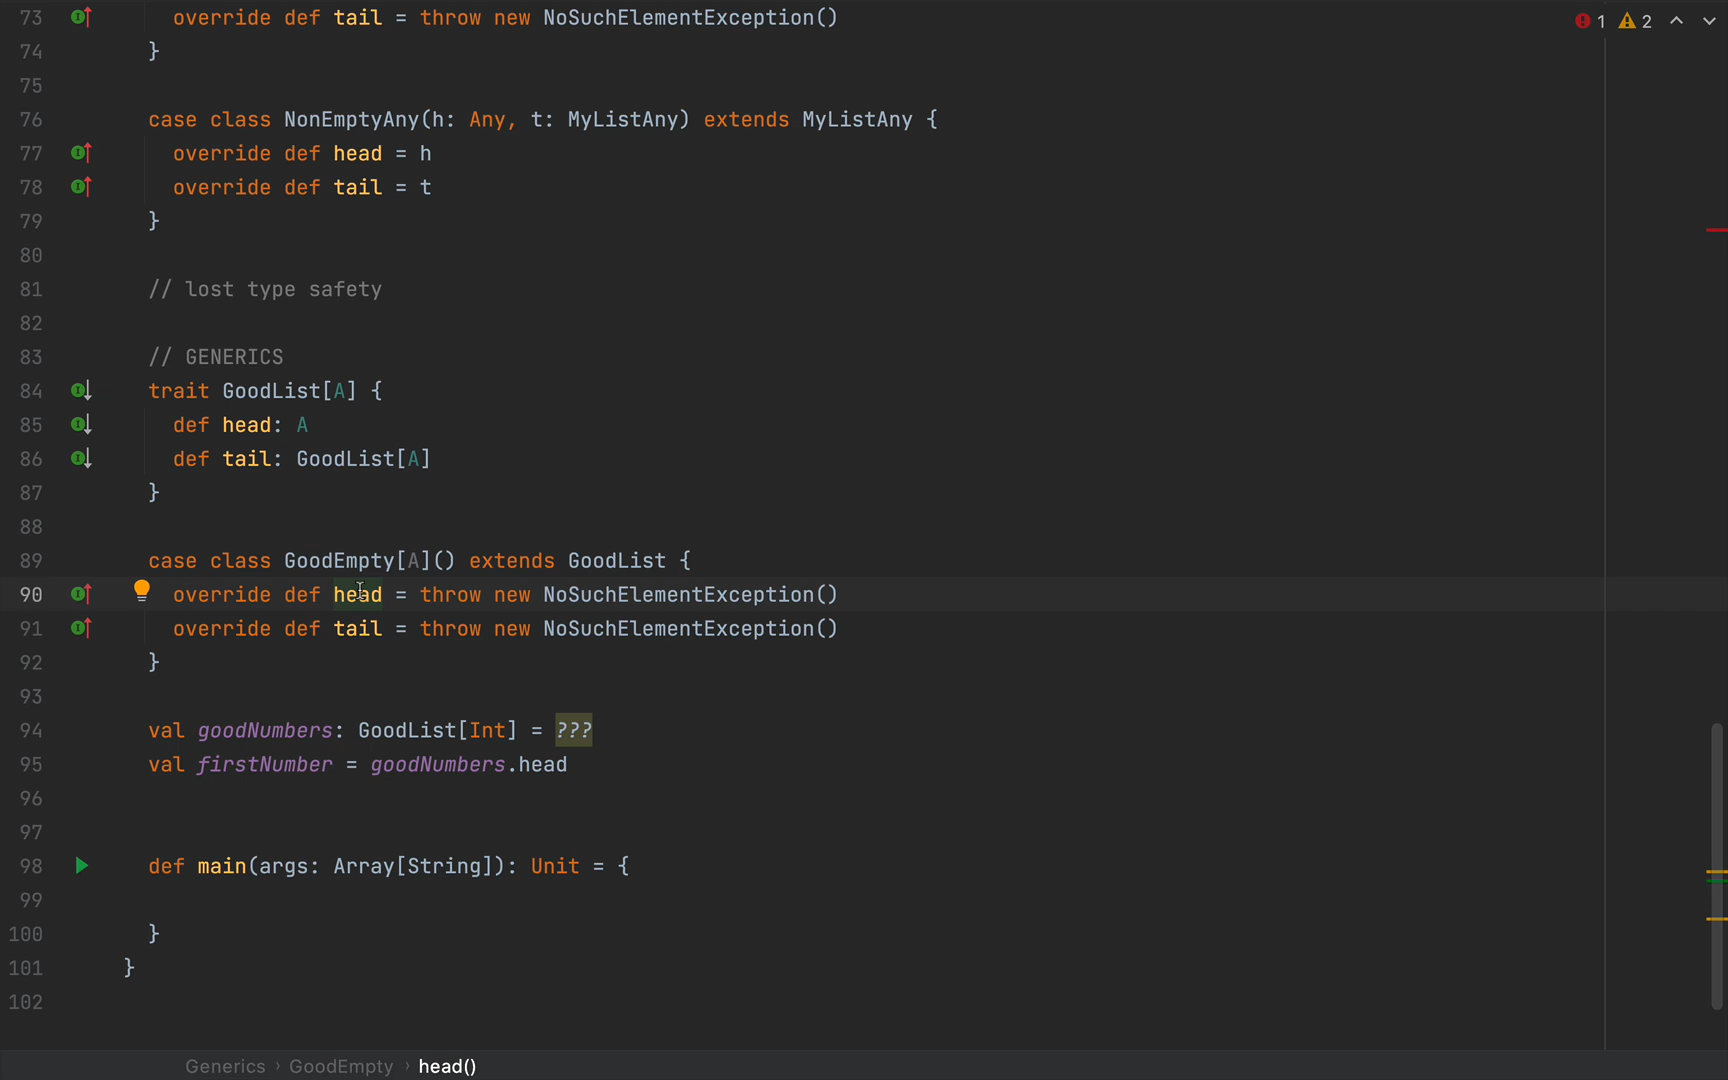 73 override def tail = throw new NoSuchElementException()
1 2
74 }
75
76 case class NonEmptyAny(h: Any, t: MyListAny) extends MyListAny {
77 override def head = h
78 override def tail = t
79 }
80
81 // lost type safety
82
83 // GENERICS
84 trait GoodList[A] {
85 def head: A
86 def tail: GoodList[A]
87 }
88
89 case class GoodEmpty[A]() extends GoodList {
90 override def head = throw new NoSuchElementException()
91 override def tail = throw new NoSuchElementException()
92 }
93
94 val goodNumbers: GoodList[Int] = ???
95 val firstNumber = goodNumbers.head
96
97
98 def main(args: Array[String]): Unit = {
99
100 }
101 }
102
Generics › GoodEmpty › head()